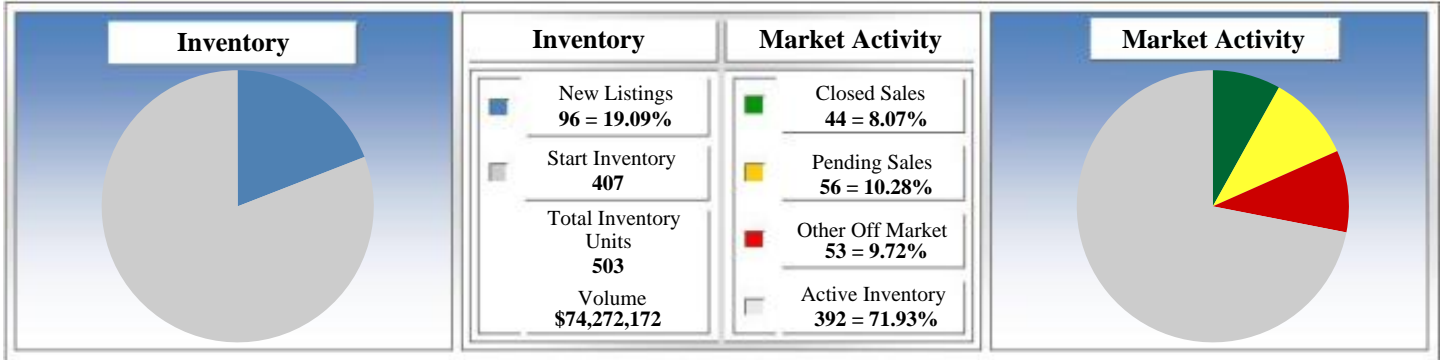 Inventory
Inventory
Market Activity
New Listings
96 = 19.09%
Start Inventory
407
Total Inventory
Units
503
Volume
$74,272,172
Closed Sales
44 = 8.07%
Pending Sales
56 = 10.28%
Other Off Market
53 = 9.72%
Active Inventory
392 = 71.93%
Market Activity